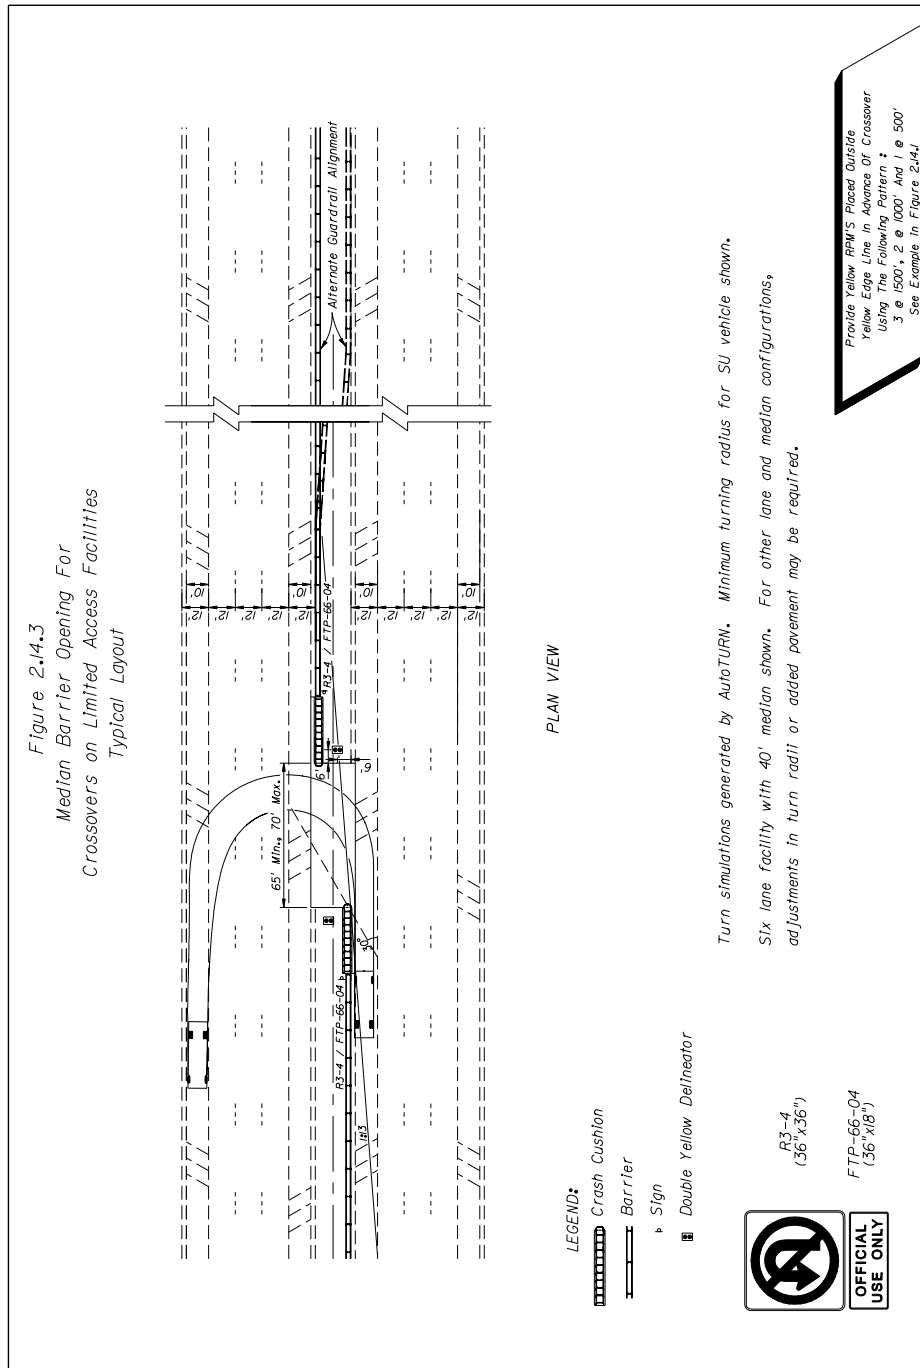 Figure 2.14.3
Median Barrier Opening For
Crossovers on Limited Access Facilities
Typical Layout
Alternate Guardrail Alignment
10'
12'
12'
12'
12'
10'
12'
10'
12'
12'
12'
12'
10'
R3-4 / FTP-66-04
65' Min., 70' Max.
6'
6'
R3-4 / FTP-66-04
1:13
PLAN VIEW
LEGEND:
Crash Cushion
Barrier
Sign
Double Yellow Delineator
Turn simulations generated by AutoTURN. Minimum turning radius for SU vehicle shown.
Six lane facility with 40' median shown. For other lane and median configurations,
adjustments in turn radii or added pavement may be required.
OFFICIAL
USE ONLY
R3-4
(36"x36")
FTP-66-04
(36"x18")
Provide Yellow RPM'S Placed Outside
Yellow Edge Line In Advance Of Crossover
Using The Following Pattern :
3 @ 1500', 2 @ 1000' And 1 @ 500'
See Example In Figure 2.14.1